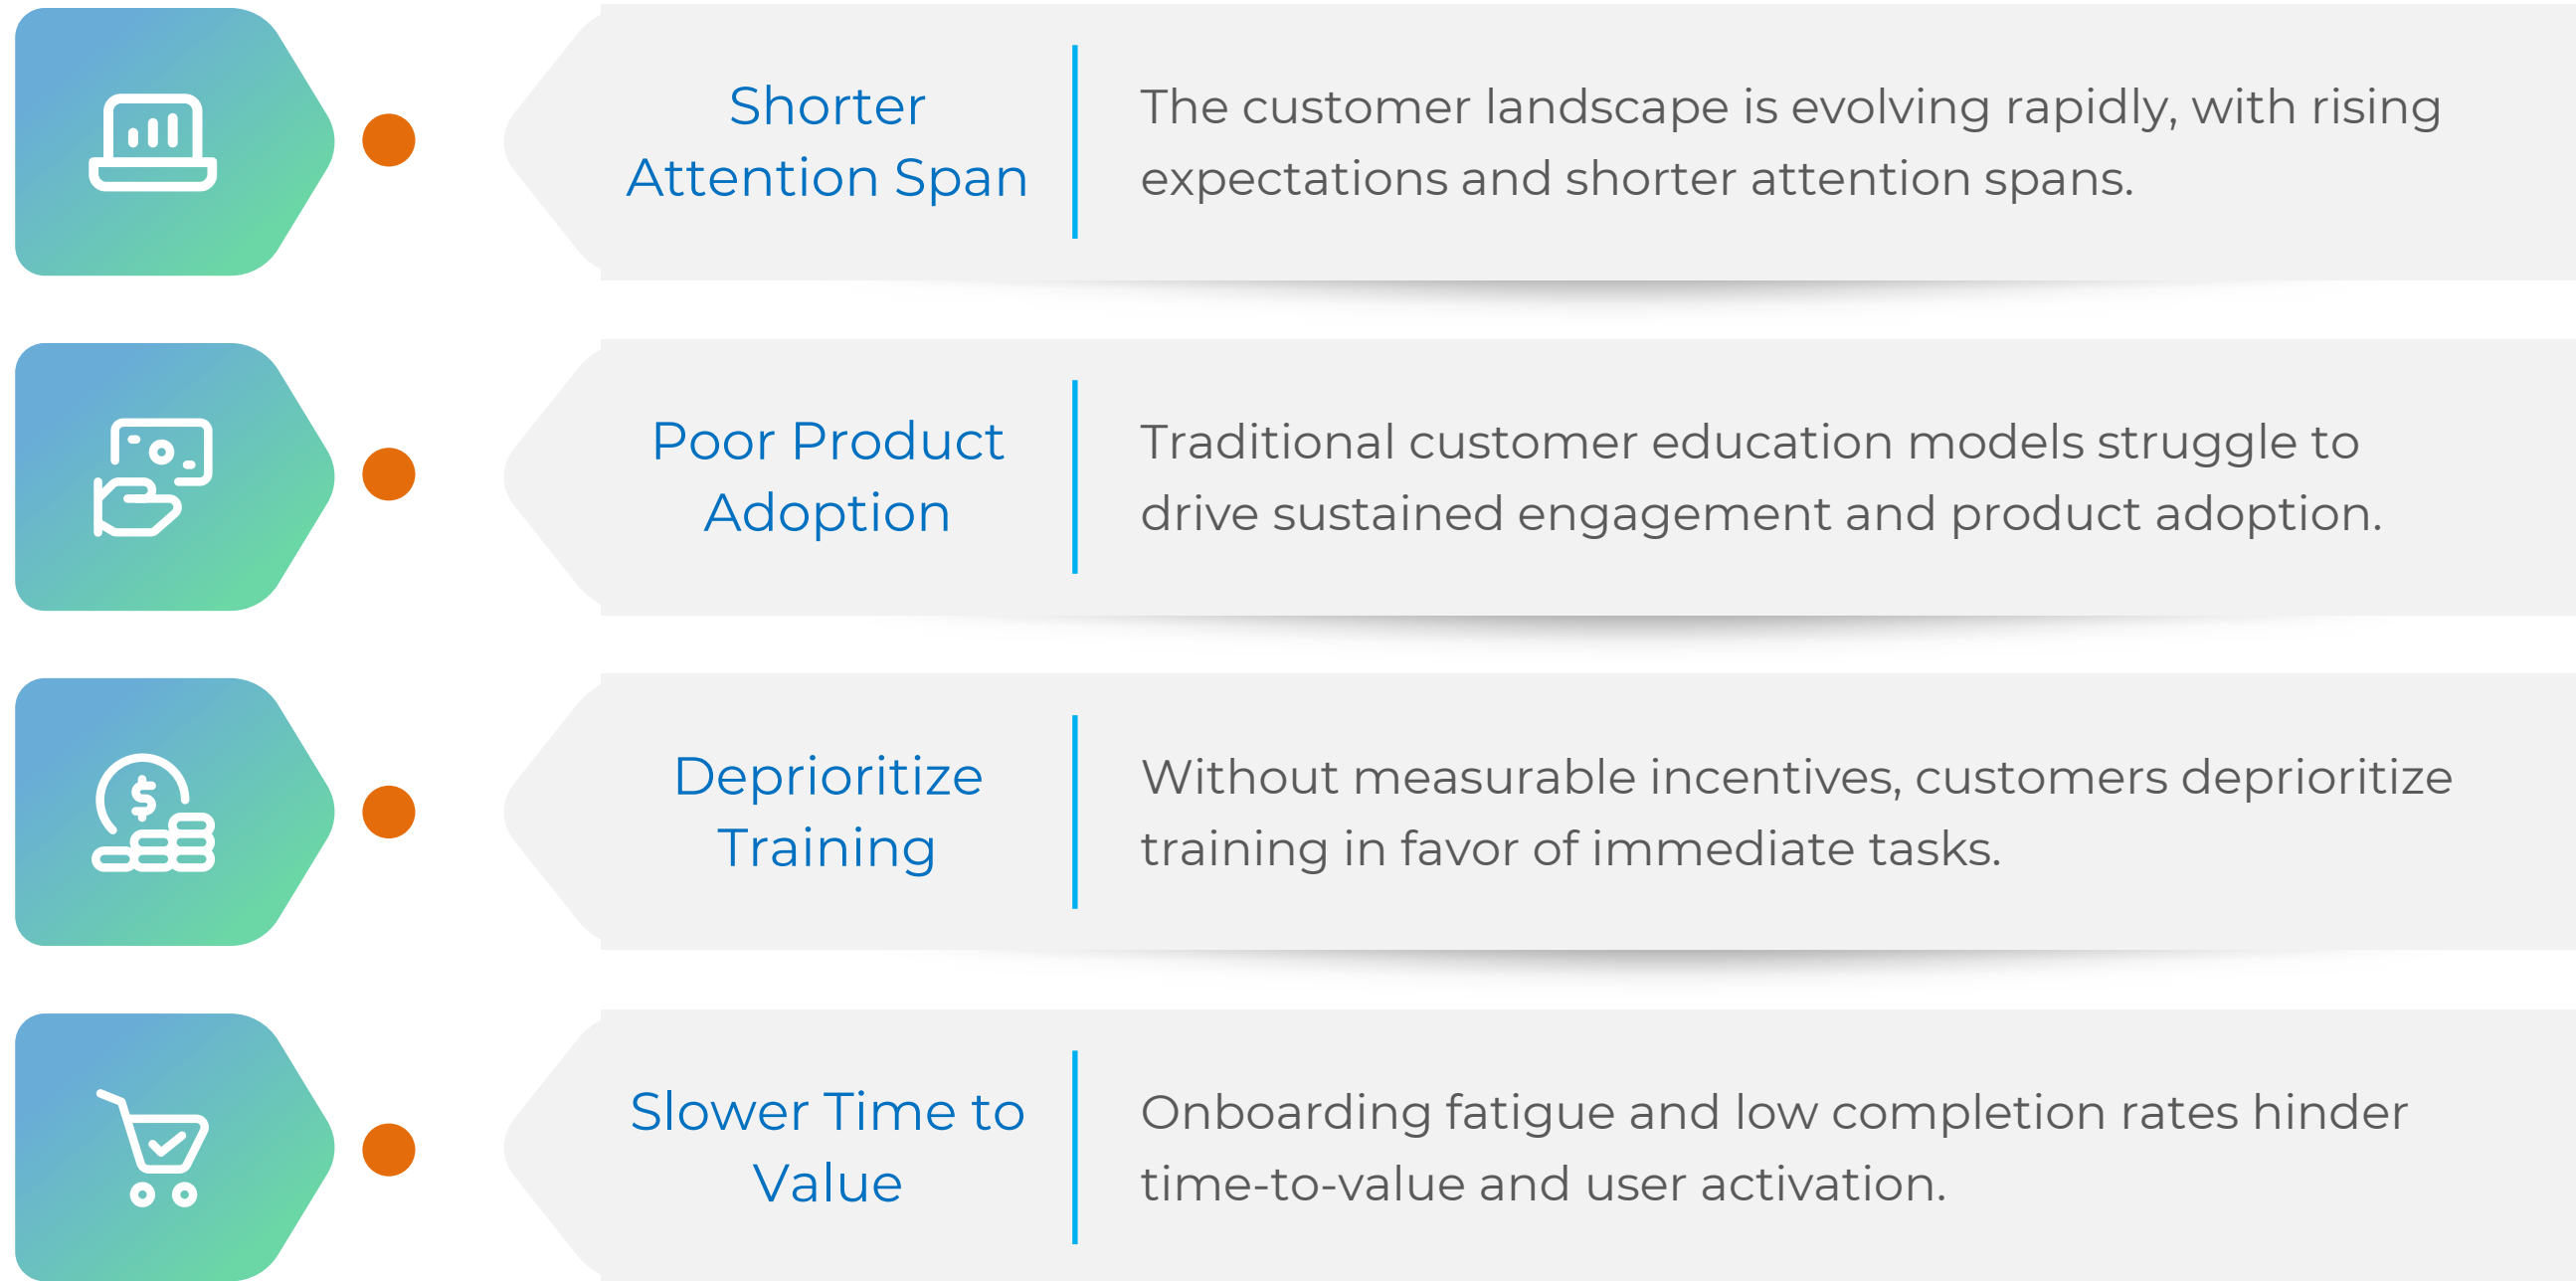 Shorter
Attention Span
The customer landscape is evolving rapidly, with rising
expectations and shorter attention spans.
Poor Product
Adoption
Traditional customer education models struggle to
drive sustained engagement and product adoption.
$
Deprioritize
Training
Without measurable incentives, customers deprioritize
training in favor of immediate tasks.
Slower Time to
Value
Onboarding fatigue and low completion rates hinder
time-to-value and user activation.